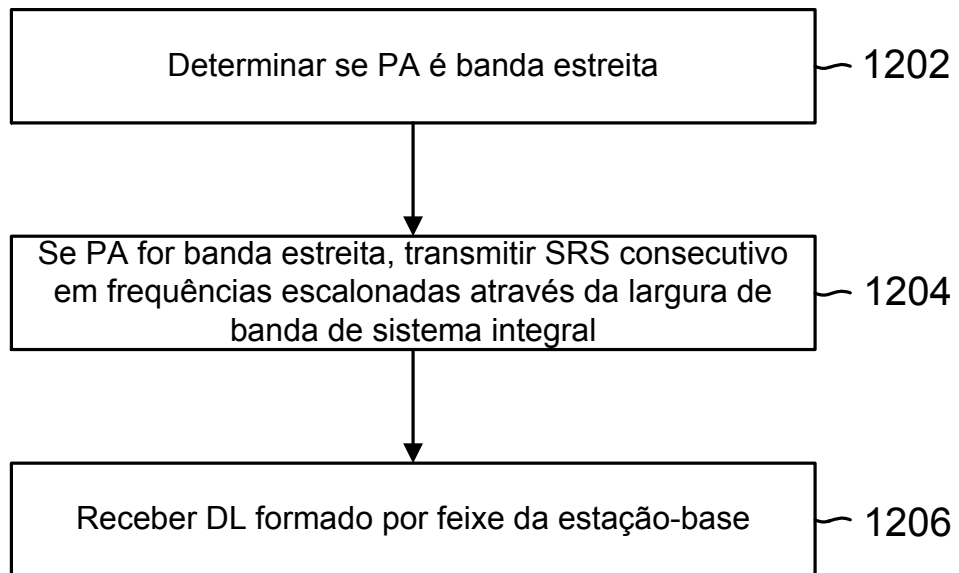 Determinar se PA é banda estreita
1202
Se PA for banda estreita, transmitir SRS consecutivo
em frequências escalonadas através da largura de
banda de sistema integral
1204
Receber DL formado por feixe da estação-base
1206